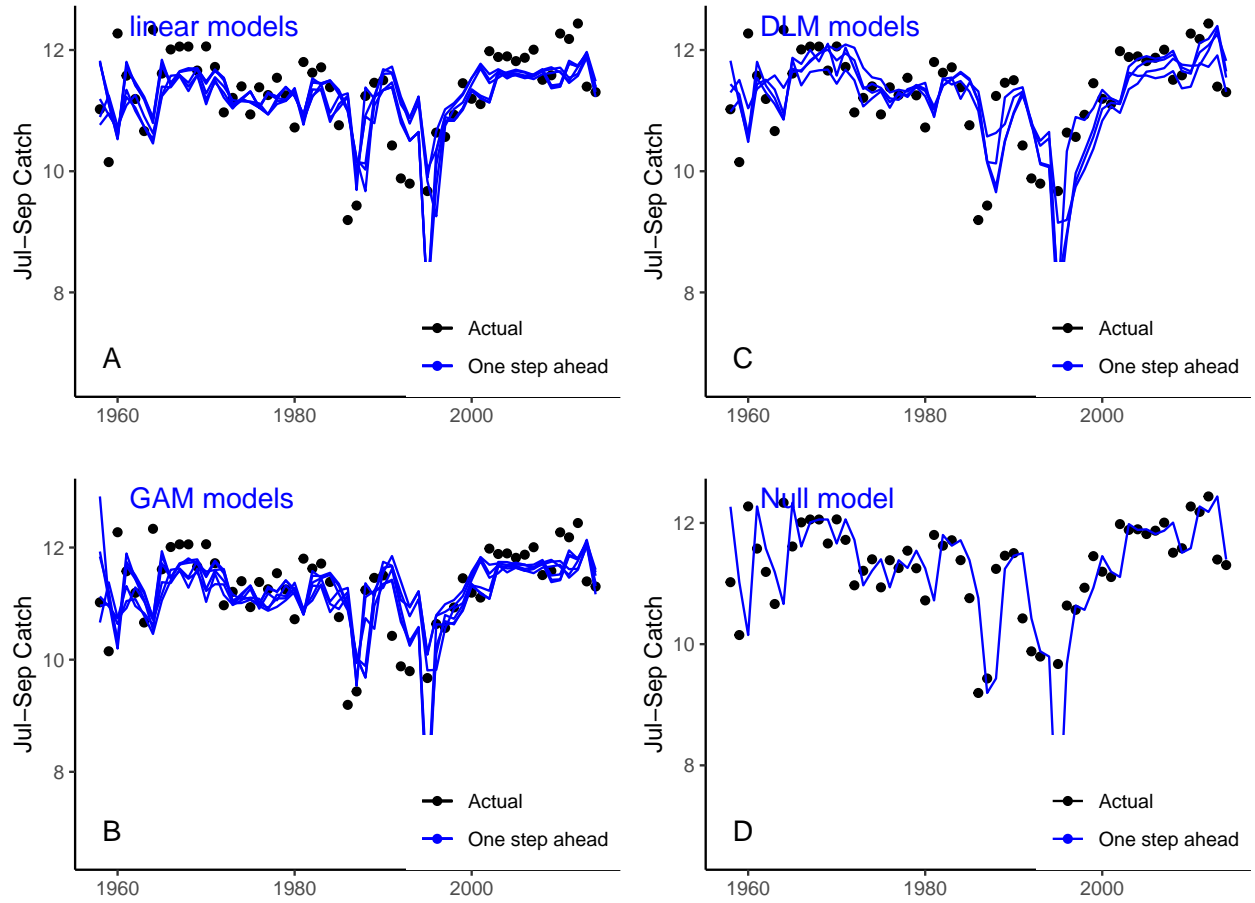 linear models
12
10
8
Jul−Sep Catch
Actual
One step ahead
A
1960
1980
2000
DLM models
12
10
8
Jul−Sep Catch
Actual
One step ahead
C
1960
1980
2000
GAM models
12
10
8
Jul−Sep Catch
Actual
One step ahead
B
1960
1980
2000
Null model
12
10
8
Jul−Sep Catch
Actual
One step ahead
D
1960
1980
2000